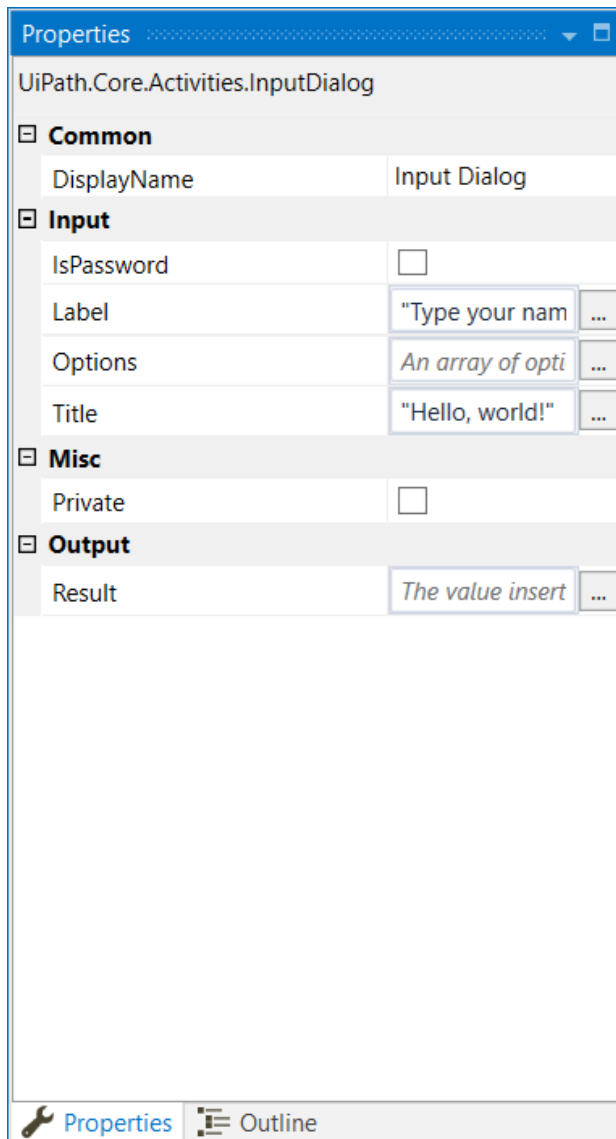 Properties
UiPath.Core.Activities.InputDialog
Common
DisplayName Input Dialog
Input
IsPassword
Label "Type your nam ...
Options An array of opti ...
Title "Hello, world!" ...
Misc
Private
Output
Result The value insert ...
Properties Outline